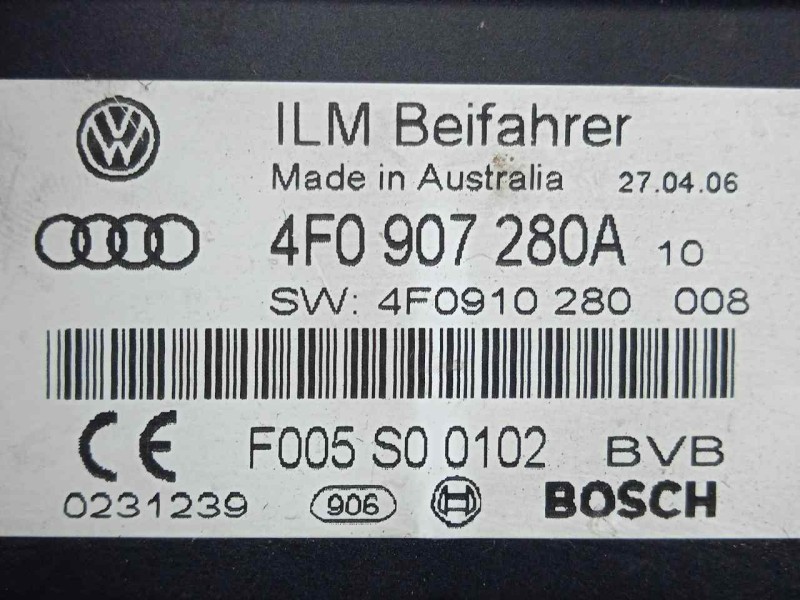 ILM Beifahrer
Made in Australia 27.04.06
4F0 907 280A 10
SW: 4F0910 280 008
CE F005 S0 0102 BVB
0231239 906 BOSCH